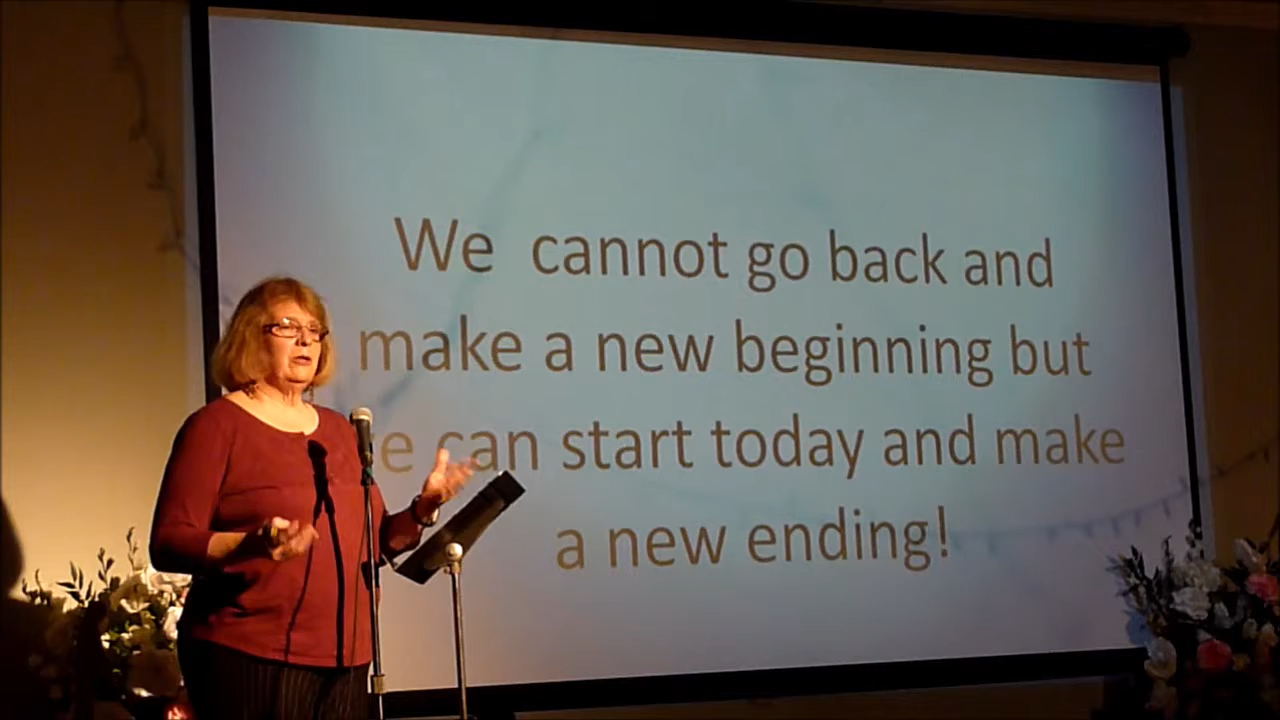 We cannot go back and
make a new beginning but
e can start today and make
a new ending!